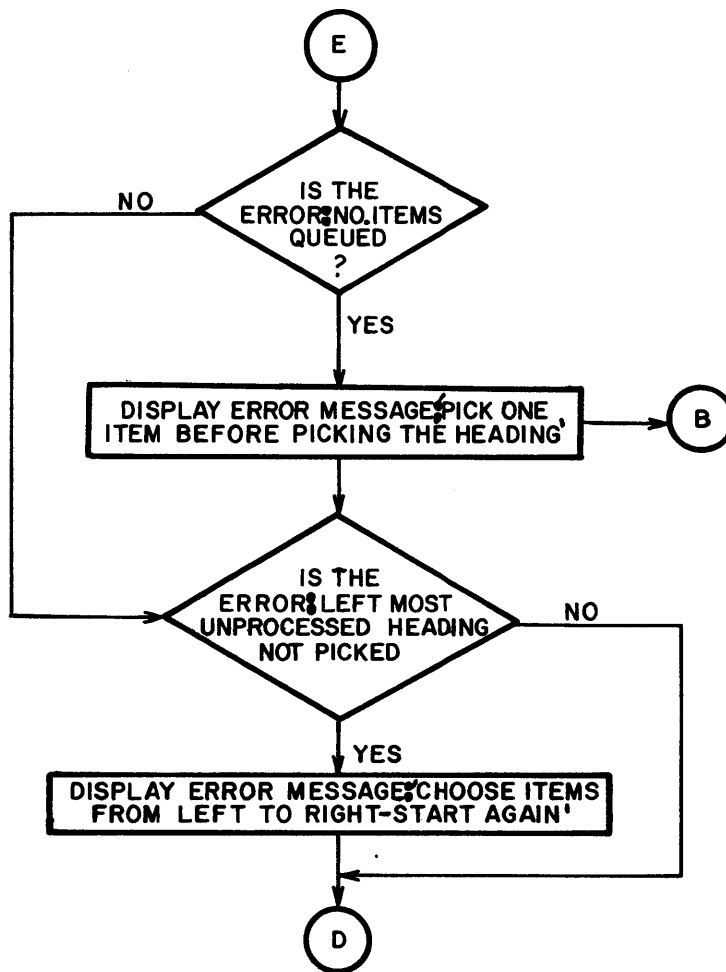 E
IS THE
ERROR:NO.ITEMS
QUEUED
?
NO
YES
DISPLAY ERROR MESSAGE:'PICK ONE
ITEM BEFORE PICKING THE HEADING'
B
IS THE
ERROR:LEFT MOST
UNPROCESSED HEADING
NOT PICKED
NO
YES
DISPLAY ERROR MESSAGE:'CHOOSE ITEMS
FROM LEFT TO RIGHT-START AGAIN'
D